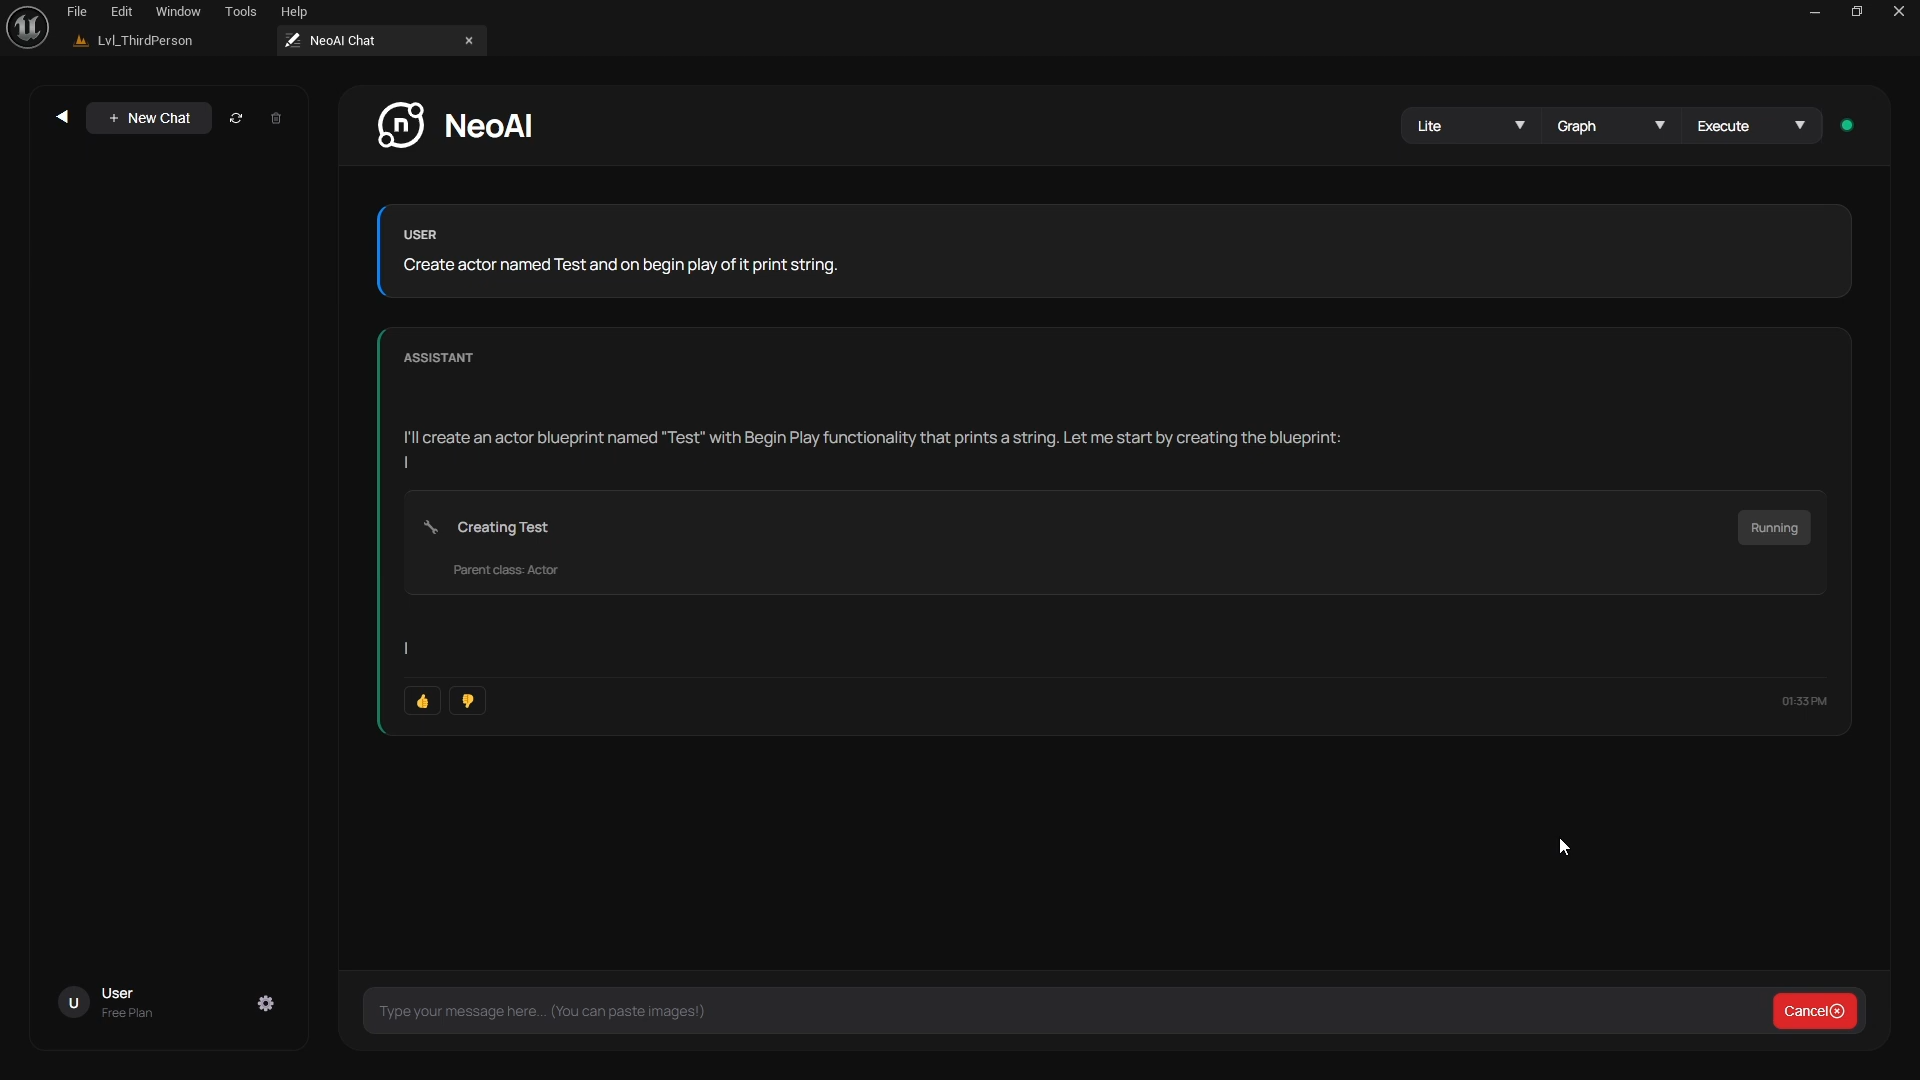 File Edit Window Tools Help
Lvl_ThirdPerson NeoAI Chat
+ New Chat
n NeoAI
Lite Graph Execute
USER
Create actor named Test and on begin play of it print string.
ASSISTANT
I'll create an actor blueprint named "Test" with Begin Play functionality that prints a string. Let me start by creating the blueprint:
Creating Test
Running
Parent class: Actor
01:33 PM
U User
Free Plan
Type your message here... (You can paste images!)
Cancel